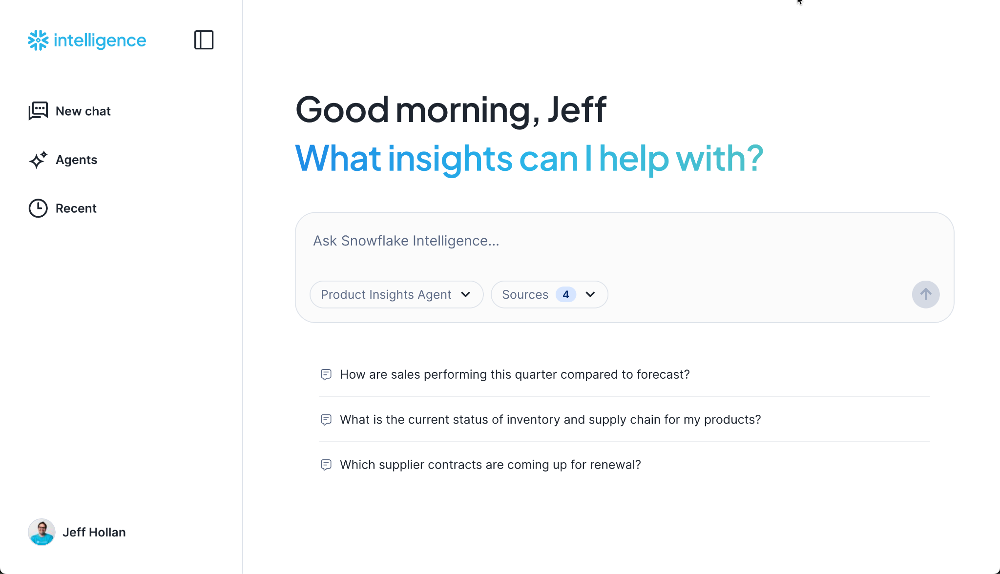 intelligence
New chat
Agents
Recent
Jeff Hollan
Good morning, Jeff
What insights can I help with?
Ask Snowflake Intelligence...
Product Insights Agent
Sources 4
How are sales performing this quarter compared to forecast?
What is the current status of inventory and supply chain for my products?
Which supplier contracts are coming up for renewal?